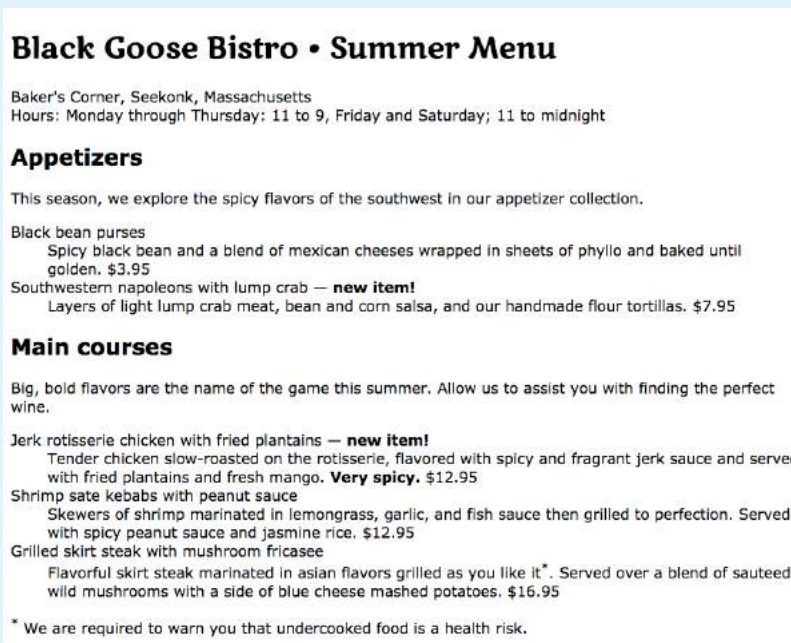 Black Goose Bistro • Summer Menu
Baker's Corner, Seekonk, Massachusetts
Hours: Monday through Thursday: 11 to 9, Friday and Saturday; 11 to midnight
Appetizers
This season, we explore the spicy flavors of the southwest in our appetizer collection.
Black bean purses
Spicy black bean and a blend of mexican cheeses wrapped in sheets of phyllo and baked until
golden. $3.95
Southwestern napoleons with lump crab — new item!
Layers of light lump crab meat, bean and corn salsa, and our handmade flour tortillas. $7.95
Main courses
Big, bold flavors are the name of the game this summer. Allow us to assist you with finding the perfect
wine.
Jerk rotisserie chicken with fried plantains — new item!
Tender chicken slow-roasted on the rotisserie, flavored with spicy and fragrant jerk sauce and served
with fried plantains and fresh mango. Very spicy. $12.95
Shrimp sate kebabs with peanut sauce
Skewers of shrimp marinated in lemongrass, garlic, and fish sauce then grilled to perfection. Served
with spicy peanut sauce and jasmine rice. $12.95
Grilled skirt steak with mushroom fricasee
Flavorful skirt steak marinated in asian flavors grilled as you like it*. Served over a blend of sauteed
wild mushrooms with a side of blue cheese mashed potatoes. $16.95
* We are required to warn you that undercooked food is a health risk.